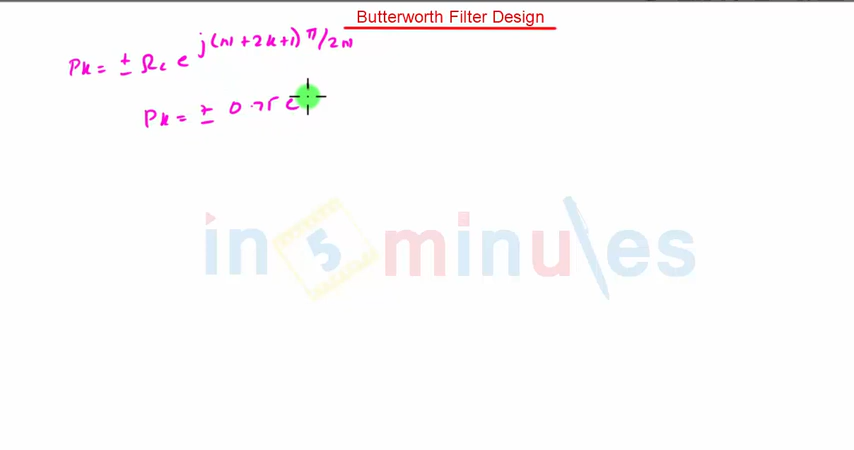 Butterworth Filter Design
Pk = ± Ωc e^{j(N+2k+1)π/2N}
Pk = ± 0.75 e
in 5 minutes